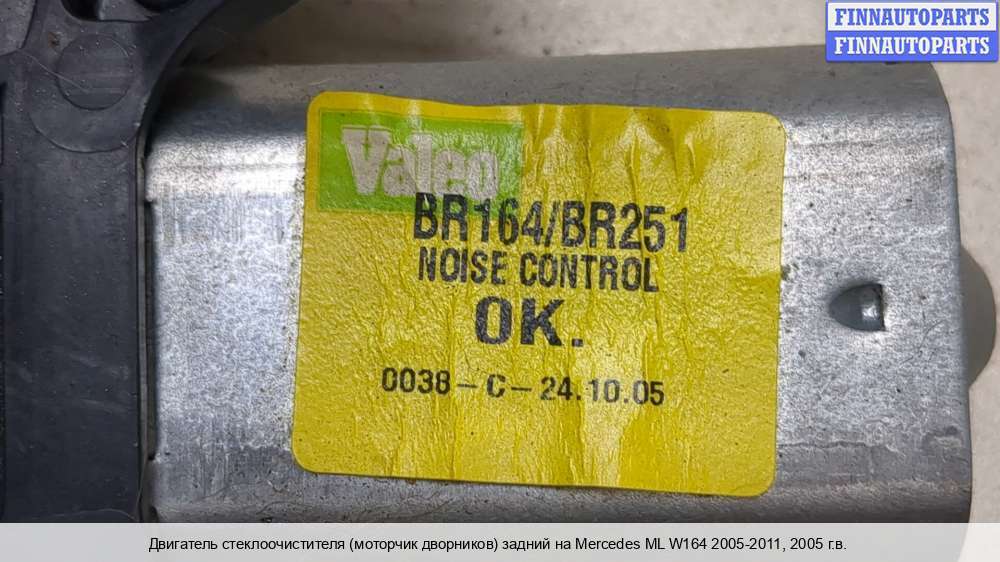 FINNAUTOPARTS
FINNAUTOPARTS
Valeo
BR164/BR251
NOISE CONTROL
OK.
0038-C-24.10.05
Двигатель стеклоочистителя (моторчик дворников) задний на Mercedes ML W164 2005-2011, 2005 г.в.